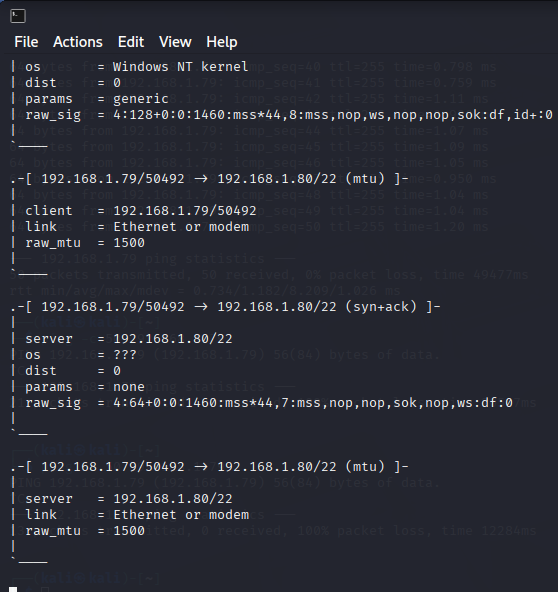 File Actions Edit View Help
| os       = Windows NT kernel
| dist     = 0
| params   = generic
| raw_sig  = 4:128+0:0:1460:mss*44,8:mss,nop,ws,nop,nop,sok:df,id+:0
|
`————
.-[ 192.168.1.79/50492 → 192.168.1.80/22 (mtu) ]-
|
| client   = 192.168.1.79/50492
| link     = Ethernet or modem
| raw_mtu  = 1500
|
`————
.-[ 192.168.1.79/50492 → 192.168.1.80/22 (syn+ack) ]-
|
| server   = 192.168.1.80/22
| os       = ???
| dist     = 0
| params   = none
| raw_sig  = 4:64+0:0:1460:mss*44,7:mss,nop,nop,sok,nop,ws:df:0
|
`————
.-[ 192.168.1.79/50492 → 192.168.1.80/22 (mtu) ]-
|
| server   = 192.168.1.80/22
| link     = Ethernet or modem
| raw_mtu  = 1500
|
`————